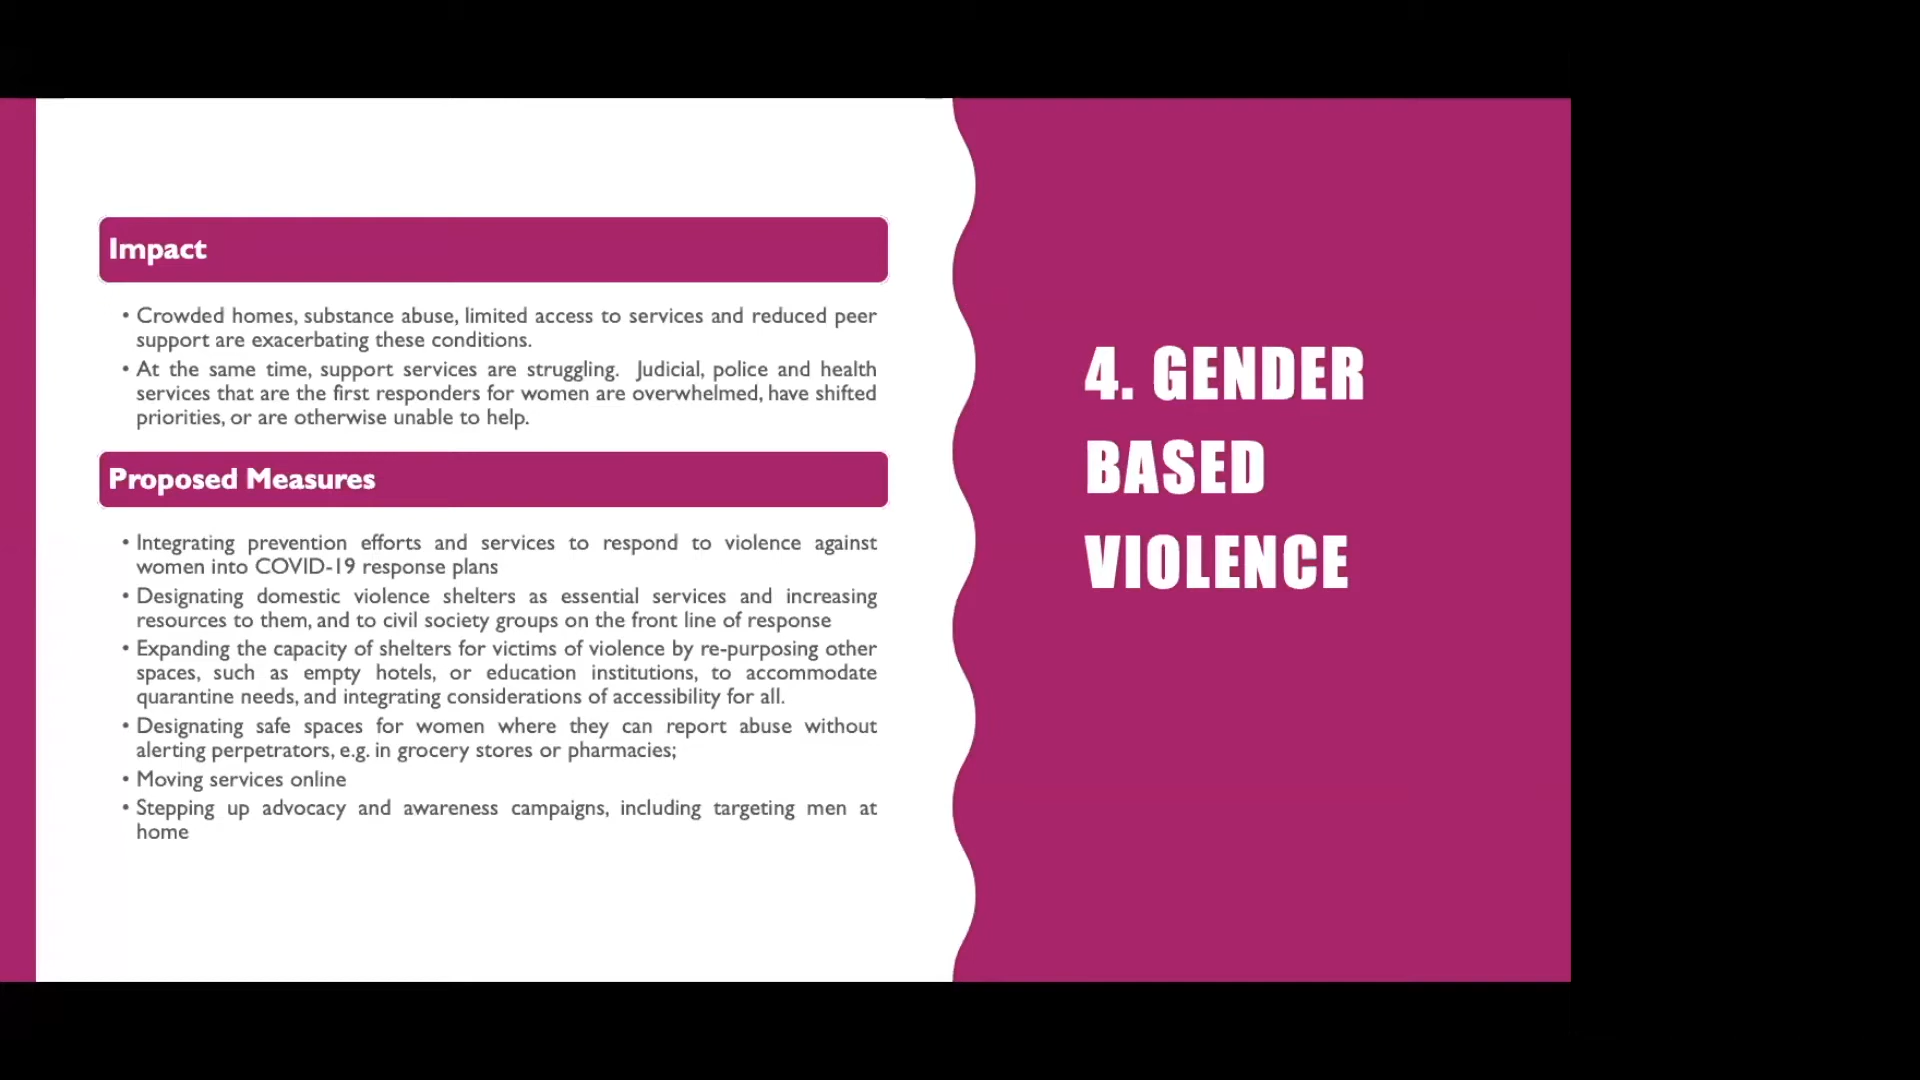 Impact
• Crowded homes, substance abuse, limited access to services and reduced peer
support are exacerbating these conditions.
• At the same time, support services are struggling. Judicial, police and health
services that are the first responders for women are overwhelmed, have shifted
priorities, or are otherwise unable to help.
Proposed Measures
• Integrating prevention efforts and services to respond to violence against
women into COVID-19 response plans
• Designating domestic violence shelters as essential services and increasing
resources to them, and to civil society groups on the front line of response
• Expanding the capacity of shelters for victims of violence by re-purposing other
spaces, such as empty hotels, or education institutions, to accommodate
quarantine needs, and integrating considerations of accessibility for all.
• Designating safe spaces for women where they can report abuse without
alerting perpetrators, e.g. in grocery stores or pharmacies;
• Moving services online
• Stepping up advocacy and awareness campaigns, including targeting men at
home
4. GENDER
BASED
VIOLENCE